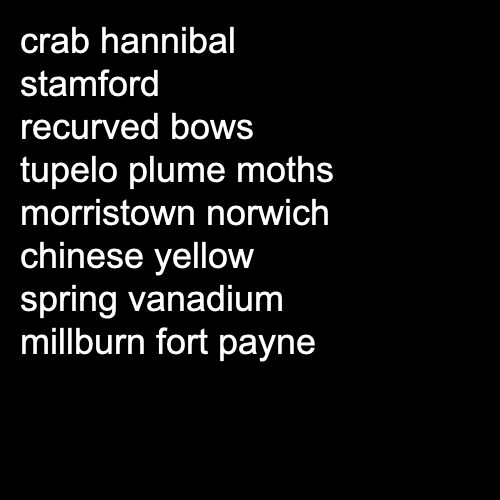 crab hannibal
stamford
recurved bows
tupelo plume moths
morristown norwich
chinese yellow
spring vanadium
millburn fort payne